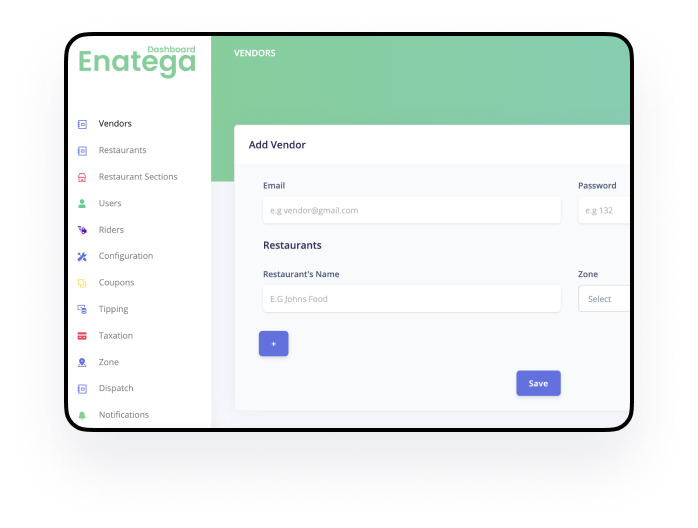 Dashboard
Enatega
VENDORS
Vendors
Restaurants
Restaurant Sections
Users
Riders
Configuration
Coupons
Tipping
Taxation
Zone
Dispatch
Notifications
Add Vendor
Email
Password
e.g vendor@gmail.com
e.g 132
Restaurants
Restaurant's Name
Zone
E.G Johns Food
Select
+
Save